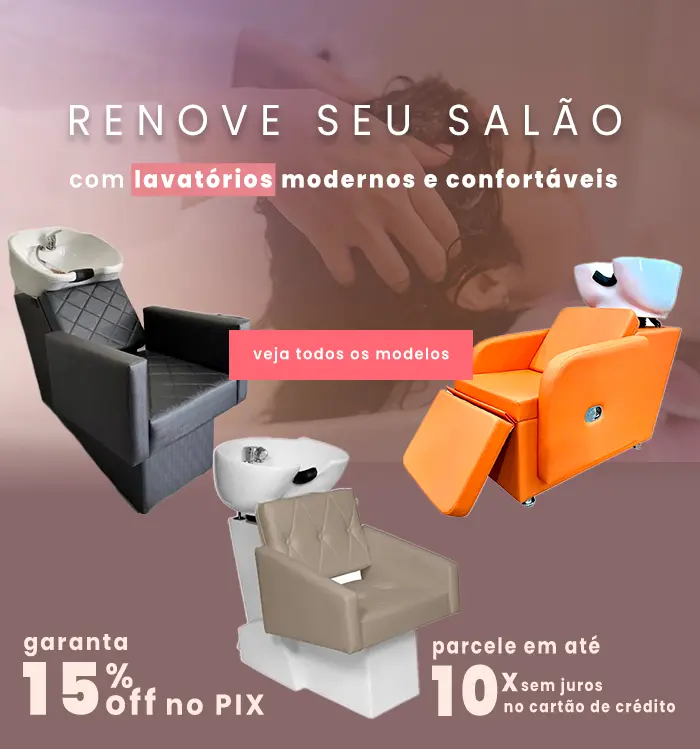 RENOVE SEU SALÃO
com lavatórios modernos e confortáveis
veja todos os modelos
garanta
15% off no PIX
parcele em até
10x sem juros
no cartão de crédito